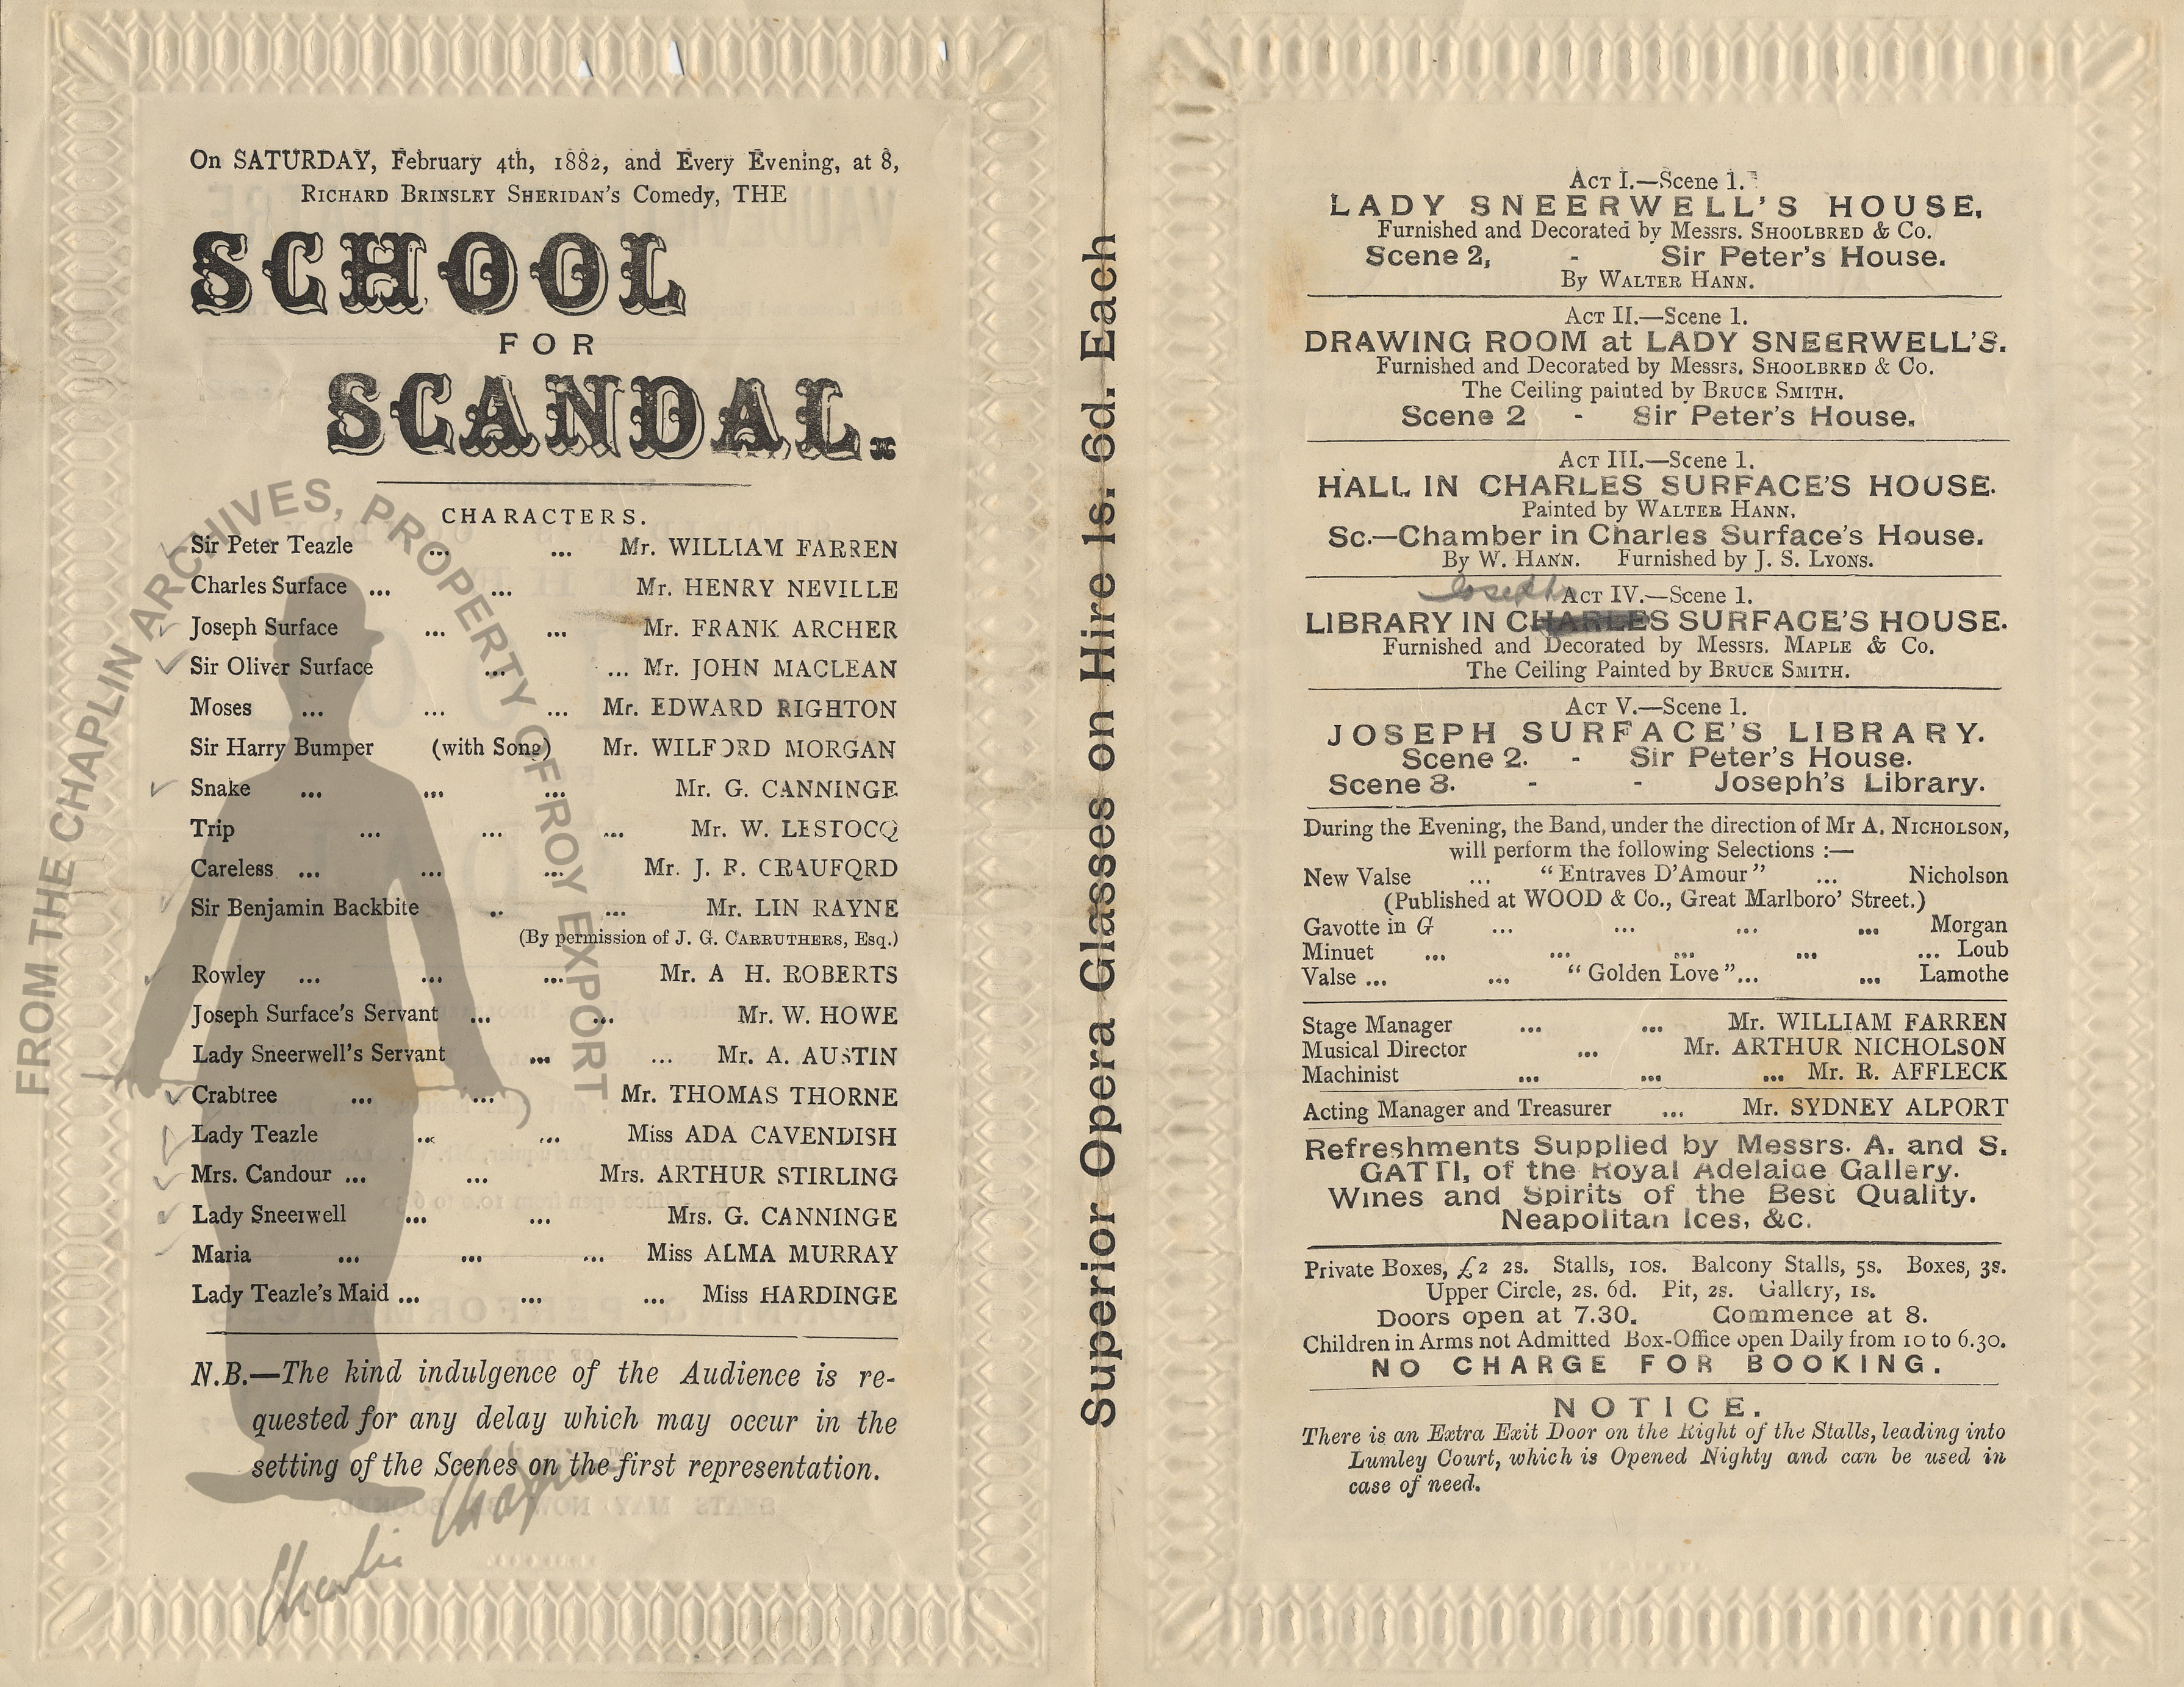 On SATURDAY, February 4th, 1882, and Every Evening, at 8,
RICHARD BRINSLEY SHERIDAN'S Comedy, THE
SCHOOL
FOR
SCANDAL.
CHARACTERS.
Sir Peter Teazle ... ... Mr. WILLIAM FARREN
Charles Surface ... ... Mr. HENRY NEVILLE
Joseph Surface ... ... Mr. FRANK ARCHER
Sir Oliver Surface ... ... Mr. JOHN MACLEAN
Moses ... ... ... Mr. EDWARD RIGHTON
Sir Harry Bumper (with Song) Mr. WILFORD MORGAN
Snake ... ... ... Mr. G. CANNINGE
Trip ... ... ... Mr. W. LESTOCQ
Careless ... ... ... Mr. J. R. CRAUFORD
Sir Benjamin Backbite .. ... Mr. LIN RAYNE
(By permission of J. G. CARRUTHERS, Esq.)
Rowley ... ... ... Mr. A H. ROBERTS
Joseph Surface's Servant ... ... Mr. W. HOWE
Lady Sneerwell's Servant ... ... Mr. A. AUSTIN
Crabtree ... ... Mr. THOMAS THORNE
Lady Teazle ... ... Miss ADA CAVENDISH
Mrs. Candour ... ... Mrs. ARTHUR STIRLING
Lady Sneerwell ... ... Mrs. G. CANNINGE
Maria ... ... ... Miss ALMA MURRAY
Lady Teazle's Maid ... ... ... Miss HARDINGE
N.B.—The kind indulgence of the Audience is re-
quested for any delay which may occur in the
setting of the Scenes on the first representation.
FROM THE CHAPLIN ARCHIVES, PROPERTY OF ROY EXPORT
Charlie Chaplin
Superior Opera Glasses on Hire 1s. 6d. Each
ACT I.—Scene 1.
LADY SNEERWELL'S HOUSE,
Furnished and Decorated by Messrs. SHOOLBRED & Co.
Scene 2, - Sir Peter's House.
By WALTER HANN.
ACT II.—Scene 1.
DRAWING ROOM at LADY SNEERWELL'S.
Furnished and Decorated by Messrs. SHOOLBRED & Co.
The Ceiling painted by BRUCE SMITH.
Scene 2 - Sir Peter's House.
ACT III.—Scene 1.
HALL IN CHARLES SURFACE'S HOUSE.
Painted by WALTER HANN.
Sc.—Chamber in Charles Surface's House.
By W. HANN. Furnished by J. S. LYONS.
Joseph
ACT IV.—Scene 1.
LIBRARY IN CHARLES SURFACE'S HOUSE.
Furnished and Decorated by Messrs. MAPLE & Co.
The Ceiling Painted by BRUCE SMITH.
ACT V.—Scene 1.
JOSEPH SURFACE'S LIBRARY.
Scene 2. - Sir Peter's House.
Scene 3. - - Joseph's Library.
During the Evening, the Band, under the direction of Mr A. NICHOLSON,
will perform the following Selections :—
New Valse ... "Entraves D'Amour" ... Nicholson
(Published at WOOD & Co., Great Marlboro' Street.)
Gavotte in G ... ... ... ... Morgan
Minuet ... ... ... ... ... Loub
Valse ... ... "Golden Love"... ... Lamothe
Stage Manager ... ... Mr. WILLIAM FARREN
Musical Director ... Mr. ARTHUR NICHOLSON
Machinist ... ... ... Mr. R. AFFLECK
Acting Manager and Treasurer ... Mr. SYDNEY ALPORT
Refreshments Supplied by Messrs. A. and S.
GATTI, of the Royal Adelaide Gallery.
Wines and Spirits of the Best Quality.
Neapolitan Ices, &c.
Private Boxes, £2 2s. Stalls, 10s. Balcony Stalls, 5s. Boxes, 3s.
Upper Circle, 2s. 6d. Pit, 2s. Gallery, 1s.
Doors open at 7.30. Commence at 8.
Children in Arms not Admitted Box-Office open Daily from 10 to 6.30.
NO CHARGE FOR BOOKING.
NOTICE.
There is an Extra Exit Door on the Right of the Stalls, leading into
Lumley Court, which is Opened Nighty and can be used in
case of need.